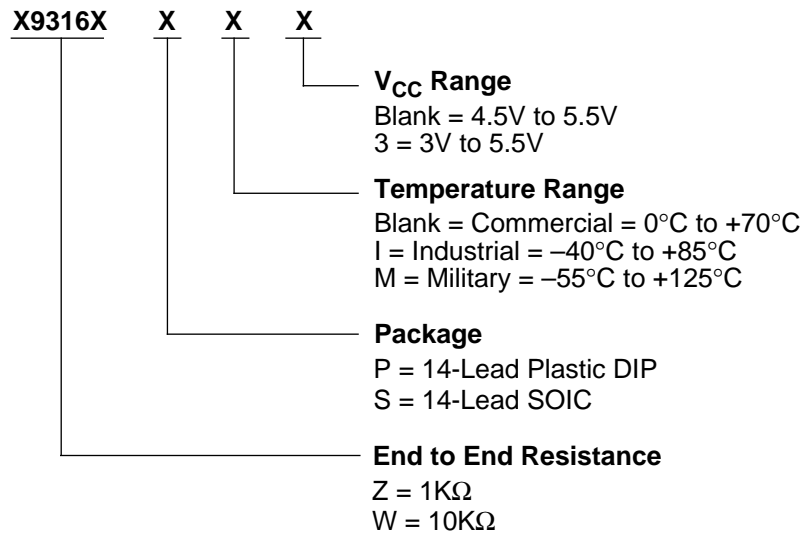 X9316X X X X
V_CC Range
Blank = 4.5V to 5.5V
3 = 3V to 5.5V
Temperature Range
Blank = Commercial = 0°C to +70°C
I = Industrial = –40°C to +85°C
M = Military = –55°C to +125°C
Package
P = 14-Lead Plastic DIP
S = 14-Lead SOIC
End to End Resistance
Z = 1KΩ
W = 10KΩ